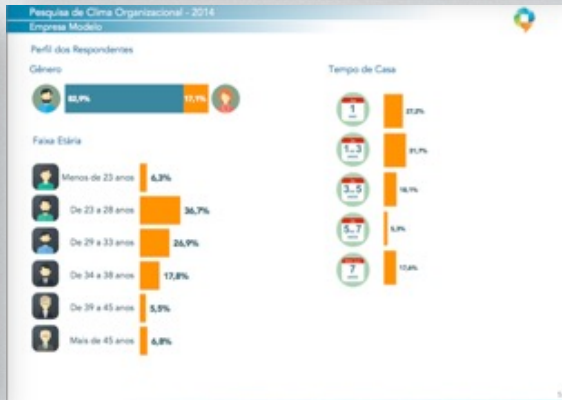 Pesquisa de Clima Organizacional - 2014
Empresa Modelo
Perfil dos Respondentes
Gênero
82,9%
17,1%
Faixa Etária
Menos de 23 anos 6,3%
De 23 a 28 anos 36,7%
De 29 a 33 anos 26,9%
De 34 a 38 anos 17,8%
De 39 a 45 anos 5,5%
Mais de 45 anos 6,8%
Tempo de Casa
1
1...3
3...5
5...7
7
5